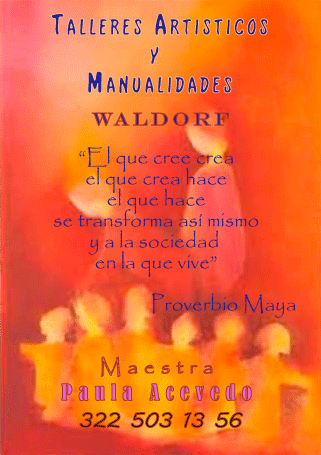 TALLERES ARTISTICOS
Y
MANUALIDADES
WALDORF
“El que cree crea
el que crea hace
el que hace
se transforma así mismo
y a la sociedad
en la que vive”
Proverbio Maya
Maestra
Paula Acevedo
322 503 13 56